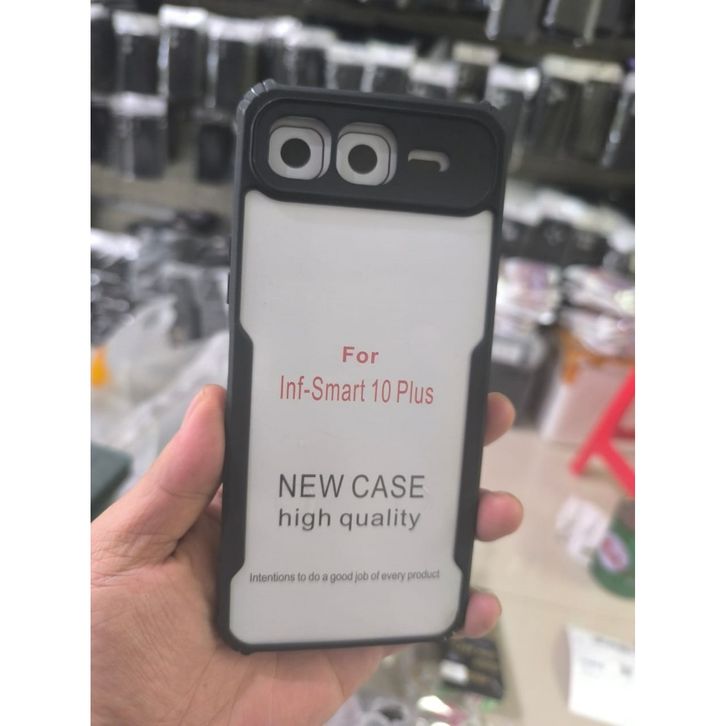 For
Inf-Smart 10 Plus
NEW CASE
high quality
Intentions to do a good job of every product